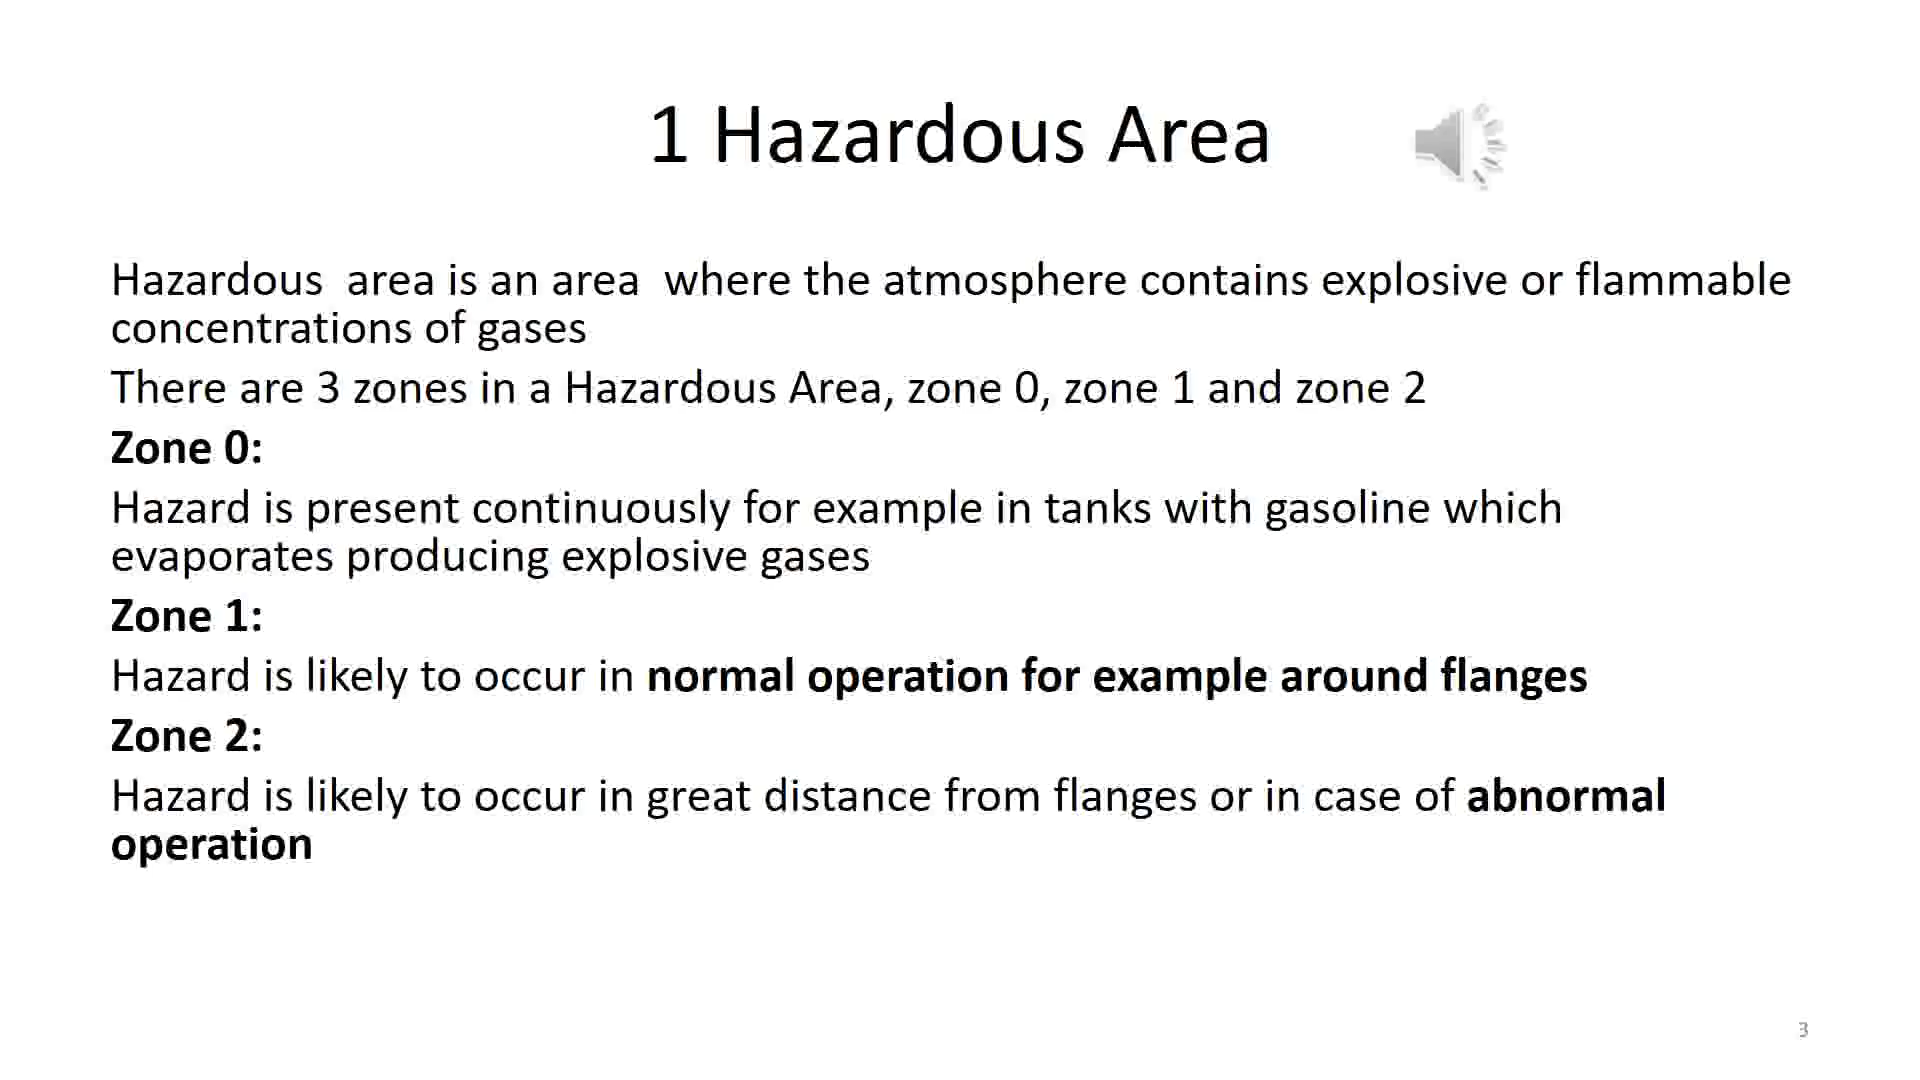 1 Hazardous Area
Hazardous  area is an area  where the atmosphere contains explosive or flammable
concentrations of gases
There are 3 zones in a Hazardous Area, zone 0, zone 1 and zone 2
Zone 0:
Hazard is present continuously for example in tanks with gasoline which
evaporates producing explosive gases
Zone 1:
Hazard is likely to occur in normal operation for example around flanges
Zone 2:
Hazard is likely to occur in great distance from flanges or in case of abnormal
operation
3